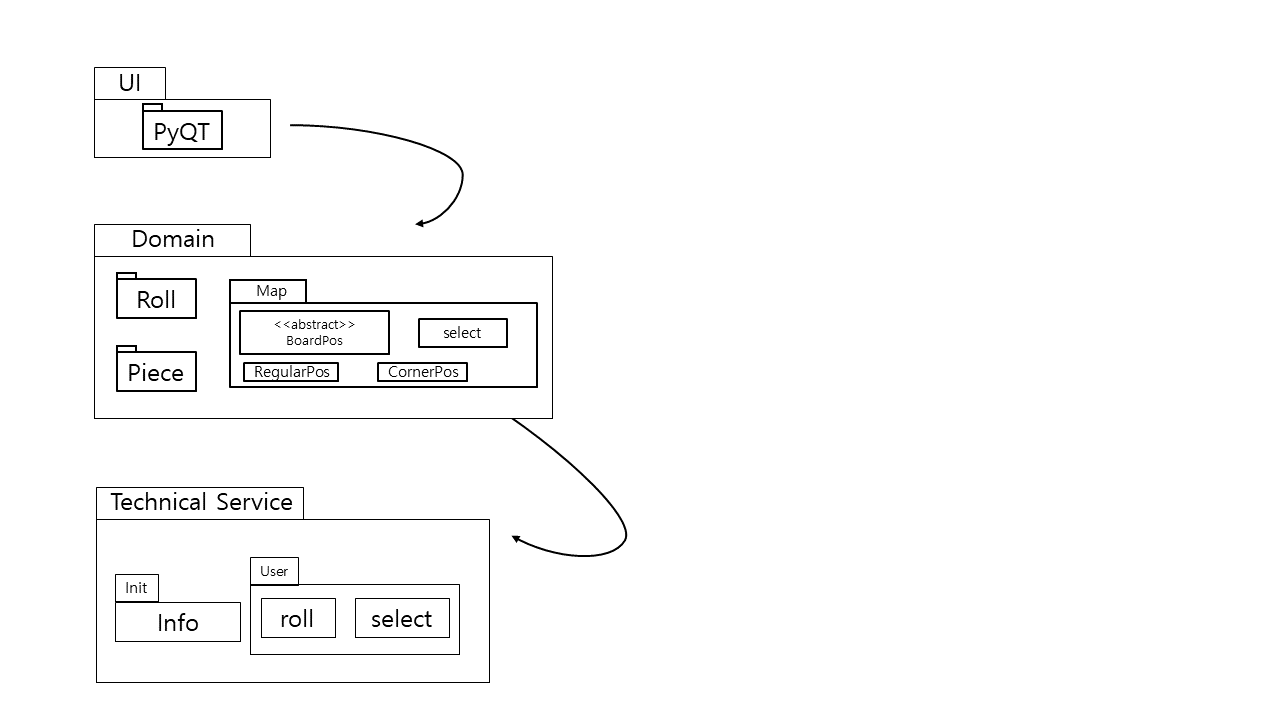 UI
PyQT
Domain
Roll
Piece
Map
<<abstract>>
BoardPos
select
RegularPos
CornerPos
Technical Service
Init
Info
User
roll
select